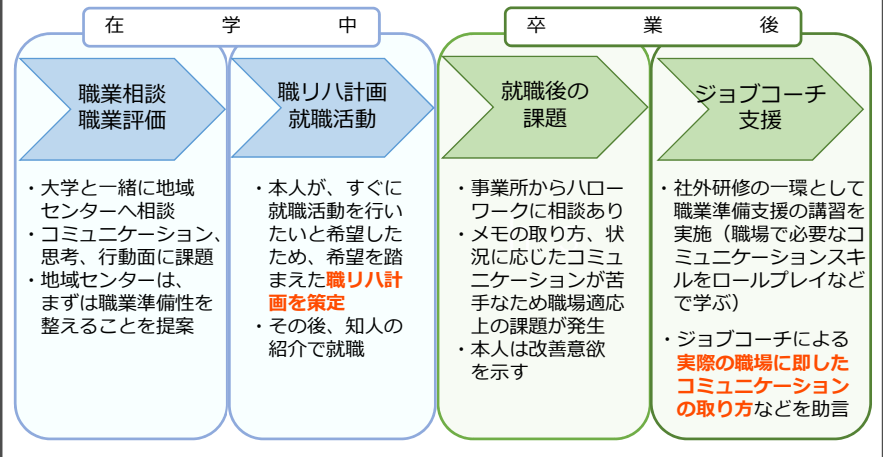 在学中
卒業後
職業相談
職業評価
・大学と一緒に地域
センターへ相談
・コミュニケーション、
思考、行動面に課題
・地域センターは、
まずは職業準備性を
整えることを提案
職リハ計画
就職活動
・本人が、すぐに
就職活動を行い
たいと希望した
ため、希望を踏
まえた職リハ計
画を策定
・その後、知人の
紹介で就職
就職後の
課題
・事業所からハロー
ワークに相談あり
・メモの取り方、状
況に応じたコミュ
ニケーションが苦
手なため職場適応
上の課題が発生
・本人は改善意欲
を示す
ジョブコーチ
支援
・社外研修の一環として
職業準備支援の講習を
実施（職場で必要なコ
ミュニケーションスキ
ルをロールプレイなど
で学ぶ）
・ジョブコーチによる
実際の職場に即した
コミュニケーション
の取り方などを助言